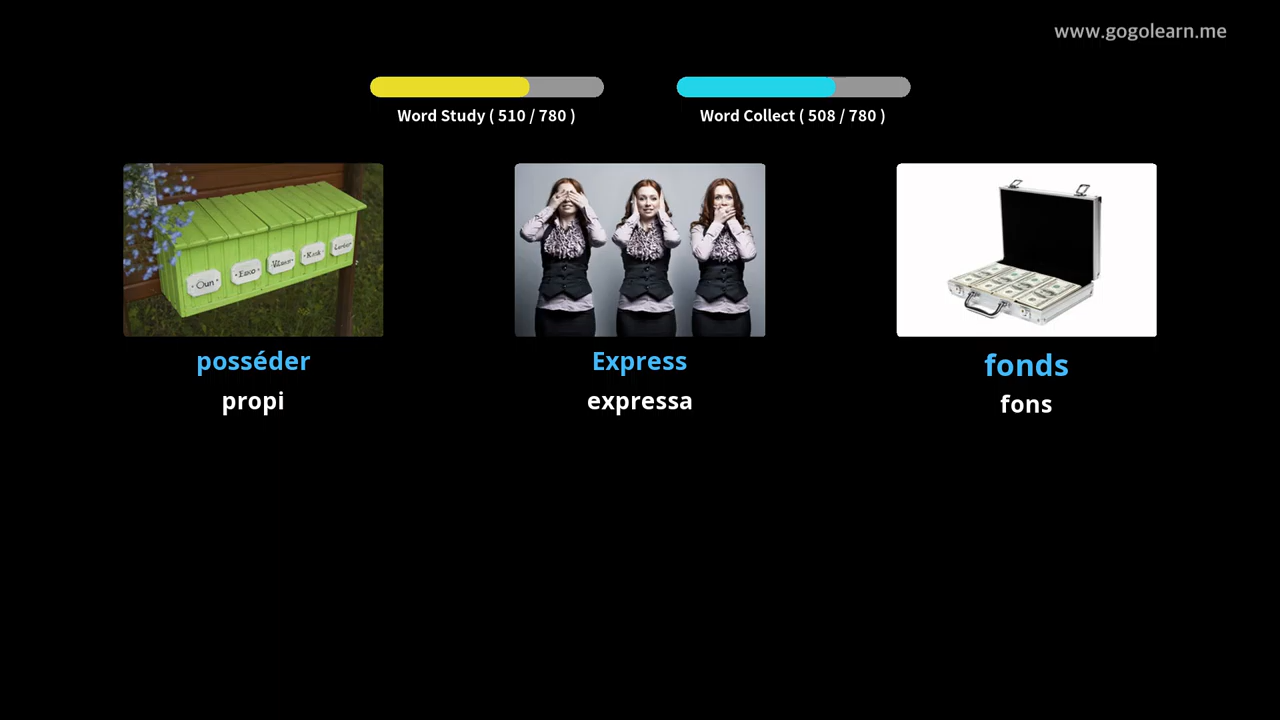 www.gogolearn.me
Word Study ( 510 / 780 )
Word Collect ( 508 / 780 )
posséder
propi
Express
expressa
fonds
fons